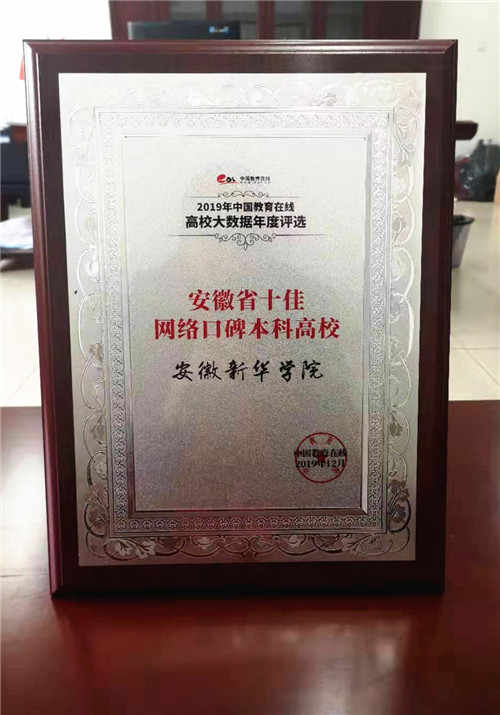 eol 中国教育在线
2019年中国教育在线
高校大数据年度评选
安徽省十佳
网络口碑本科高校
安徽新华学院
中国教育在线
2019年12月